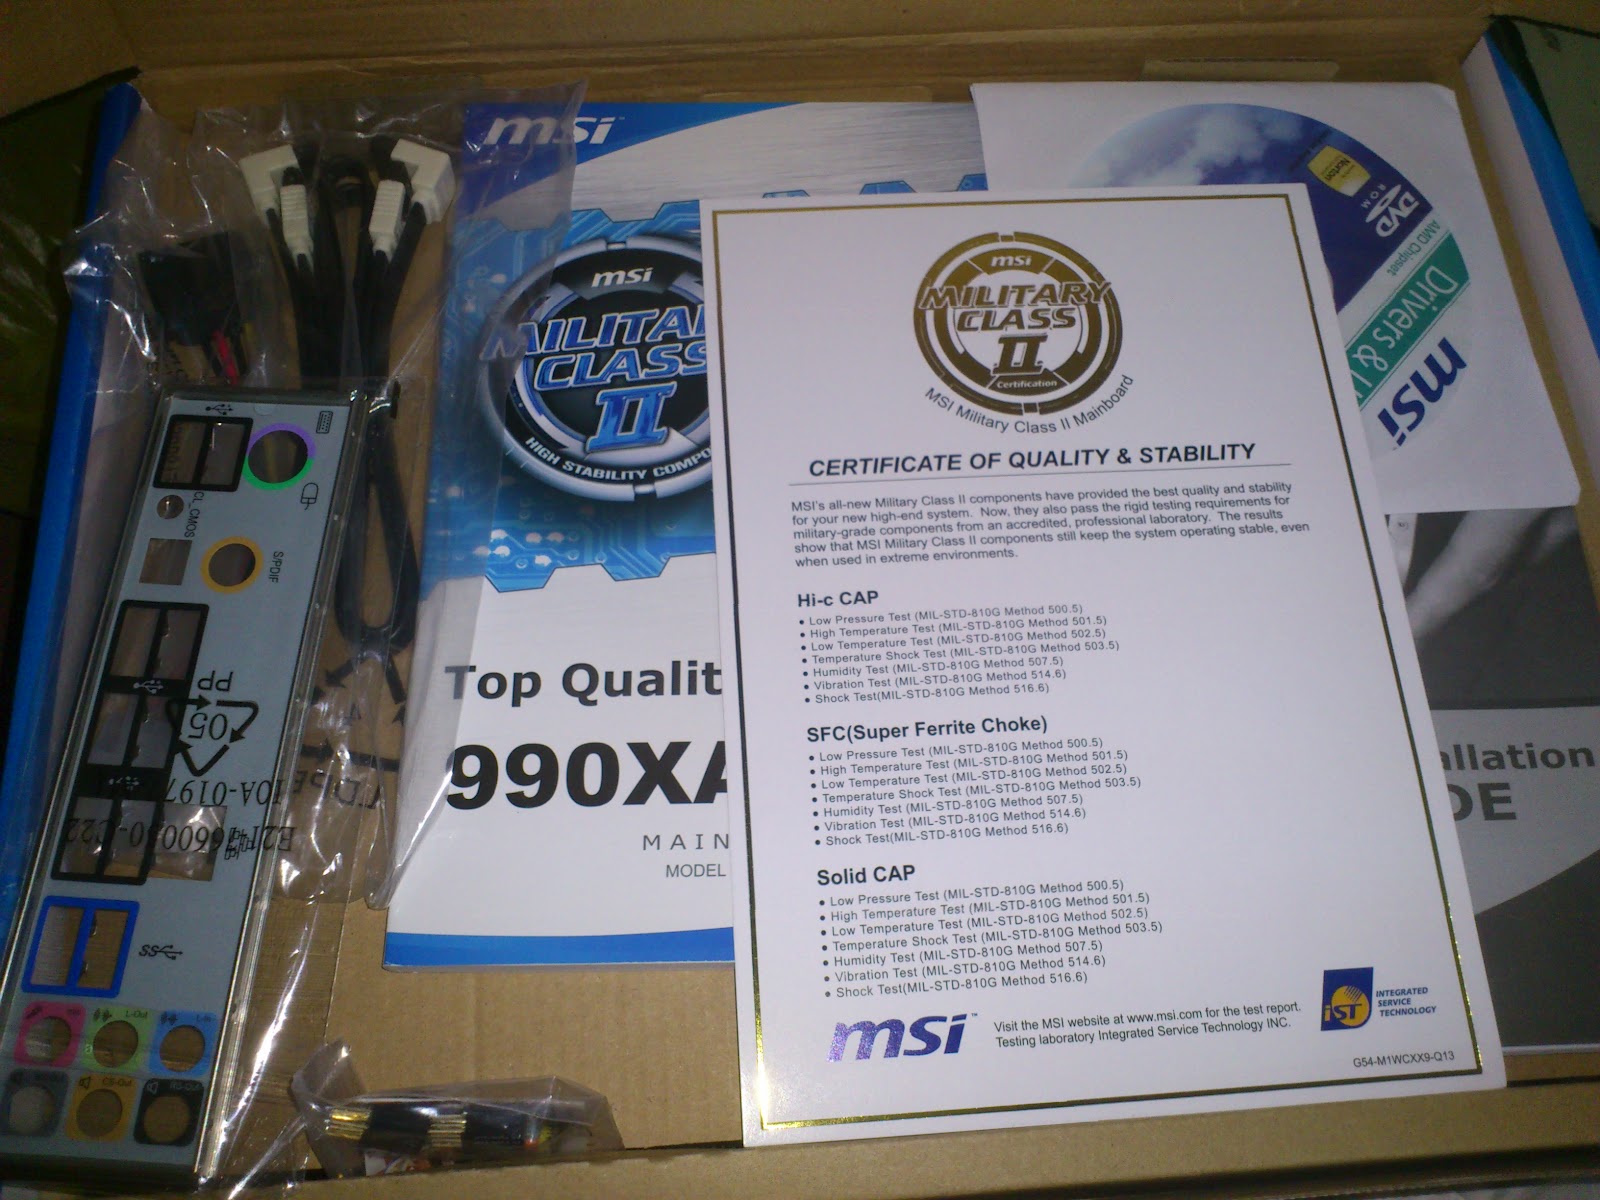 msi
msi
MILITARY
CLASS
II
HIGH STABILITY COMPO
Top Qualit
990XA
MAIN
MODEL
msi
MILITARY
CLASS
II
Certification
MSI Military Class II Mainboard
CERTIFICATE OF QUALITY & STABILITY
MSI's all-new Military Class II components have provided the best quality and stability
for your new high-end system. Now, they also pass the rigid testing requirements for
military-grade components from an accredited, professional laboratory. The results
show that MSI Military Class II components still keep the system operating stable, even
when used in extreme environments.
Hi-c CAP
• Low Pressure Test (MIL-STD-810G Method 500.5)
• High Temperature Test (MIL-STD-810G Method 501.5)
• Low Temperature Test (MIL-STD-810G Method 502.5)
• Temperature Shock Test (MIL-STD-810G Method 503.5)
• Humidity Test (MIL-STD-810G Method 507.5)
• Vibration Test (MIL-STD-810G Method 514.6)
• Shock Test(MIL-STD-810G Method 516.6)
SFC(Super Ferrite Choke)
• Low Pressure Test (MIL-STD-810G Method 500.5)
• High Temperature Test (MIL-STD-810G Method 501.5)
• Low Temperature Test (MIL-STD-810G Method 502.5)
• Temperature Shock Test (MIL-STD-810G Method 503.5)
• Humidity Test (MIL-STD-810G Method 507.5)
• Vibration Test (MIL-STD-810G Method 514.6)
• Shock Test(MIL-STD-810G Method 516.6)
Solid CAP
• Low Pressure Test (MIL-STD-810G Method 500.5)
• High Temperature Test (MIL-STD-810G Method 501.5)
• Low Temperature Test (MIL-STD-810G Method 502.5)
• Temperature Shock Test (MIL-STD-810G Method 503.5)
• Humidity Test (MIL-STD-810G Method 507.5)
• Vibration Test (MIL-STD-810G Method 514.6)
• Shock Test(MIL-STD-810G Method 516.6)
msi™
Visit the MSI website at www.msi.com for the test report.
Testing laboratory Integrated Service Technology INC.
iST
INTEGRATED
SERVICE
TECHNOLOGY
G54-M1WCXX9-Q13
Norton
DVD
ROM
AMD Chipset
Drivers &
msi
allation
DE
CL_CMOS
S/PDIF
PP
05
L-Out
L-In
CS-Out
RS-Out